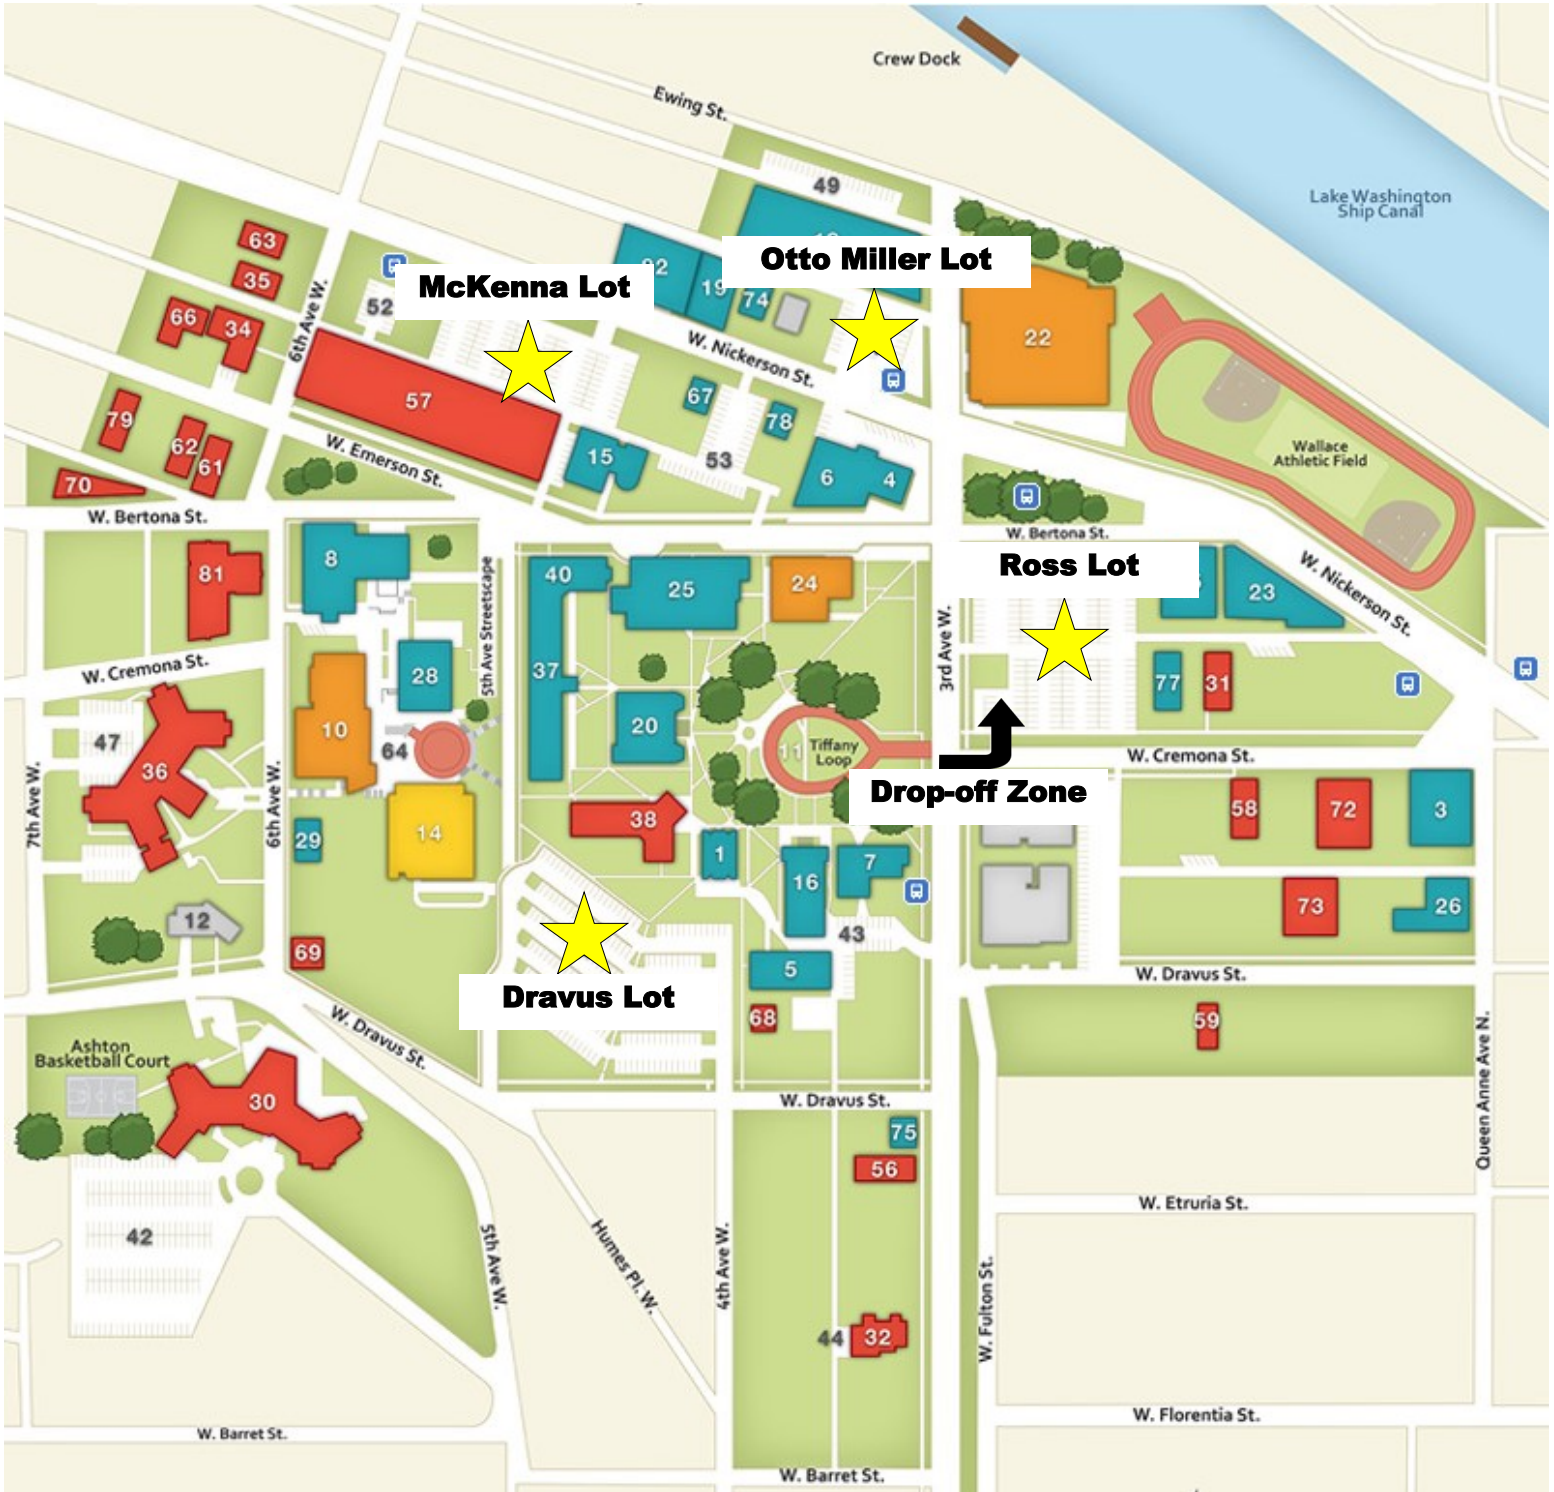 Crew Dock
Ewing St.
Lake Washington
Ship Canal
49
63
35
66
34
52
McKenna Lot
Otto Miller Lot
19
74
22
6th Ave W.
W. Nickerson St.
57
67
78
79
62
61
70
W. Emerson St.
15
53
6
4
Wallace
Athletic Field
W. Bertona St.
W. Bertona St.
81
8
5th Ave Streetscape
40
25
24
Ross Lot
23
W. Nickerson St.
3rd Ave W.
W. Cremona St.
28
37
20
77
31
47
36
10
64
11
Tiffany
Loop
W. Cremona St.
Drop-off Zone
7th Ave W.
6th Ave W.
29
14
38
1
16
7
58
72
3
12
69
43
5
73
26
Dravus Lot
68
W. Dravus St.
W. Dravus St.
59
Ashton
Basketball Court
30
W. Dravus St.
75
56
Queen Anne Ave N.
42
5th Ave W.
Humes Pl. W.
4th Ave W.
W. Etruria St.
W. Fulton St.
44
32
W. Florentia St.
W. Barret St.
W. Barret St.